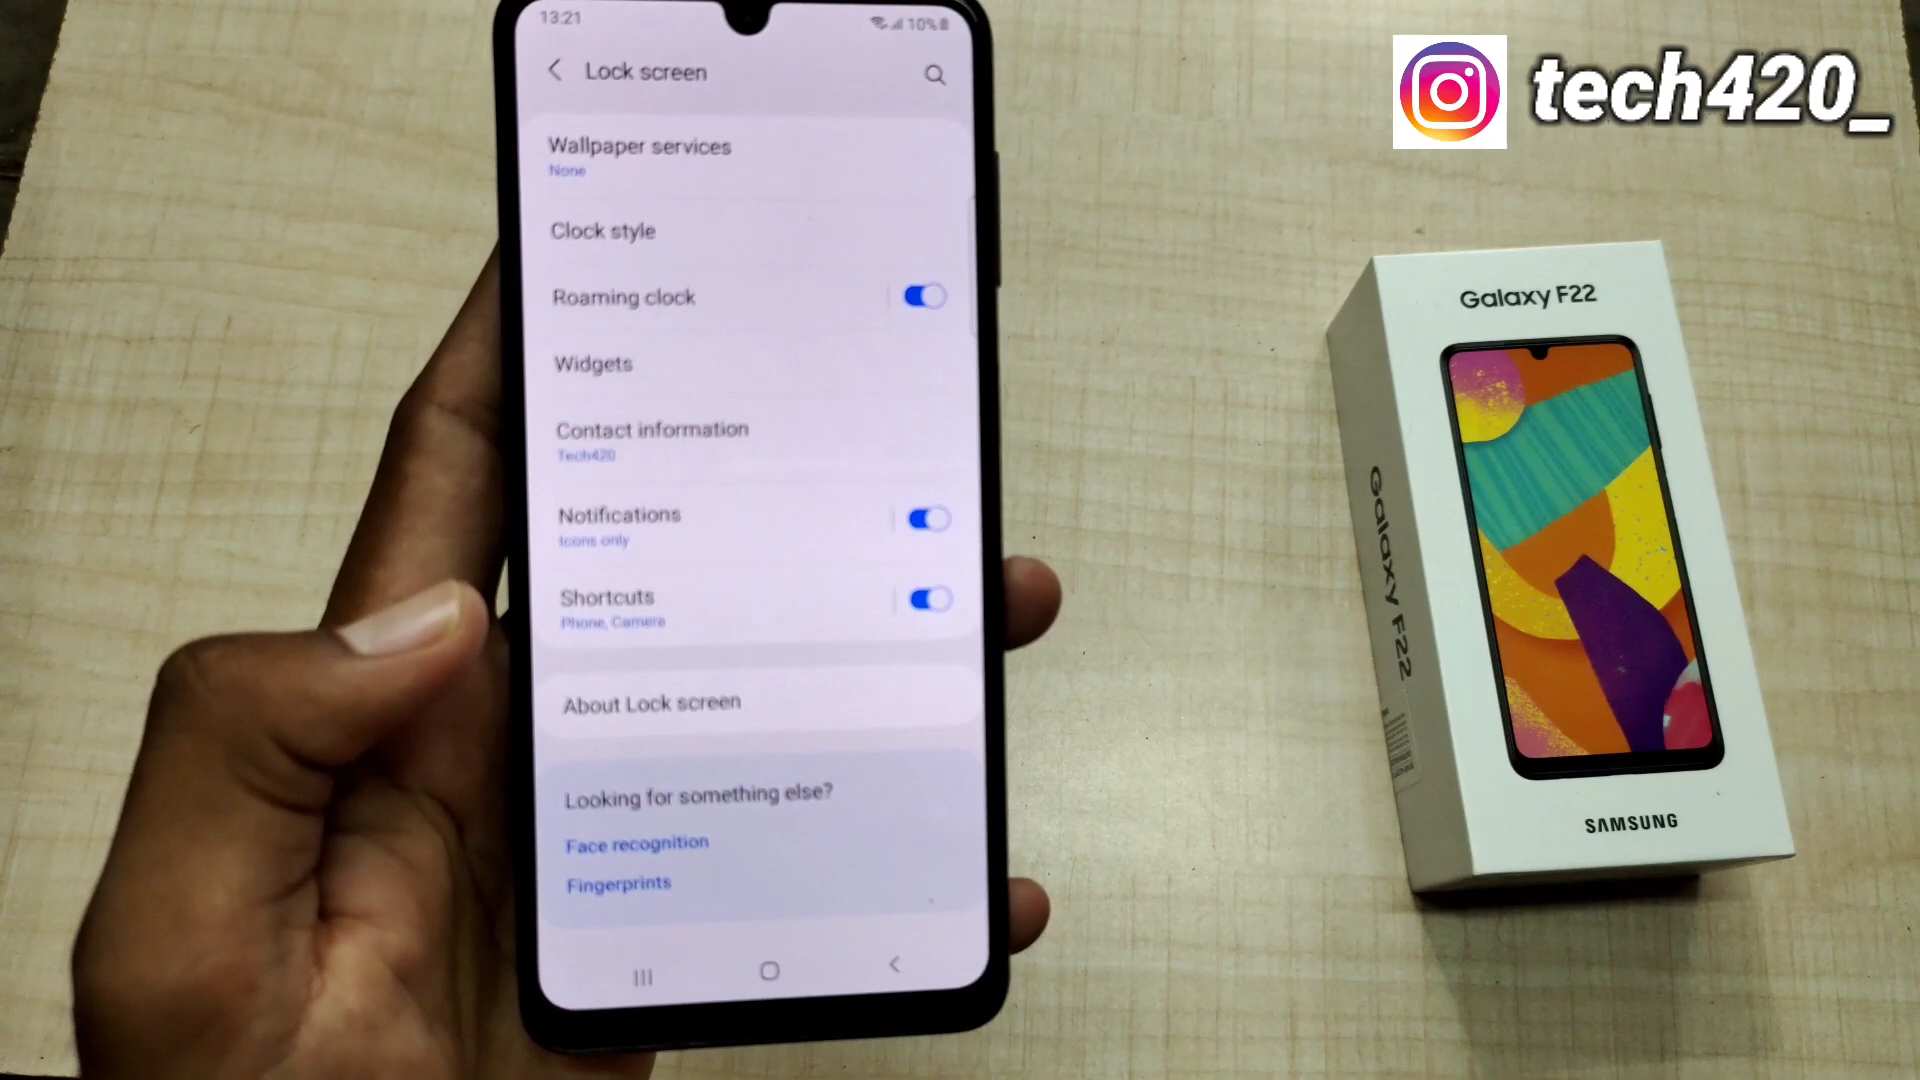 13:21
10%
Lock screen
Wallpaper services
None
Clock style
Roaming clock
Widgets
Contact information
Tech420
Notifications
Icons only
Shortcuts
Phone, Camera
About Lock screen
Looking for something else?
Face recognition
Fingerprints
tech420_
Galaxy F22
Galaxy F22
SAMSUNG